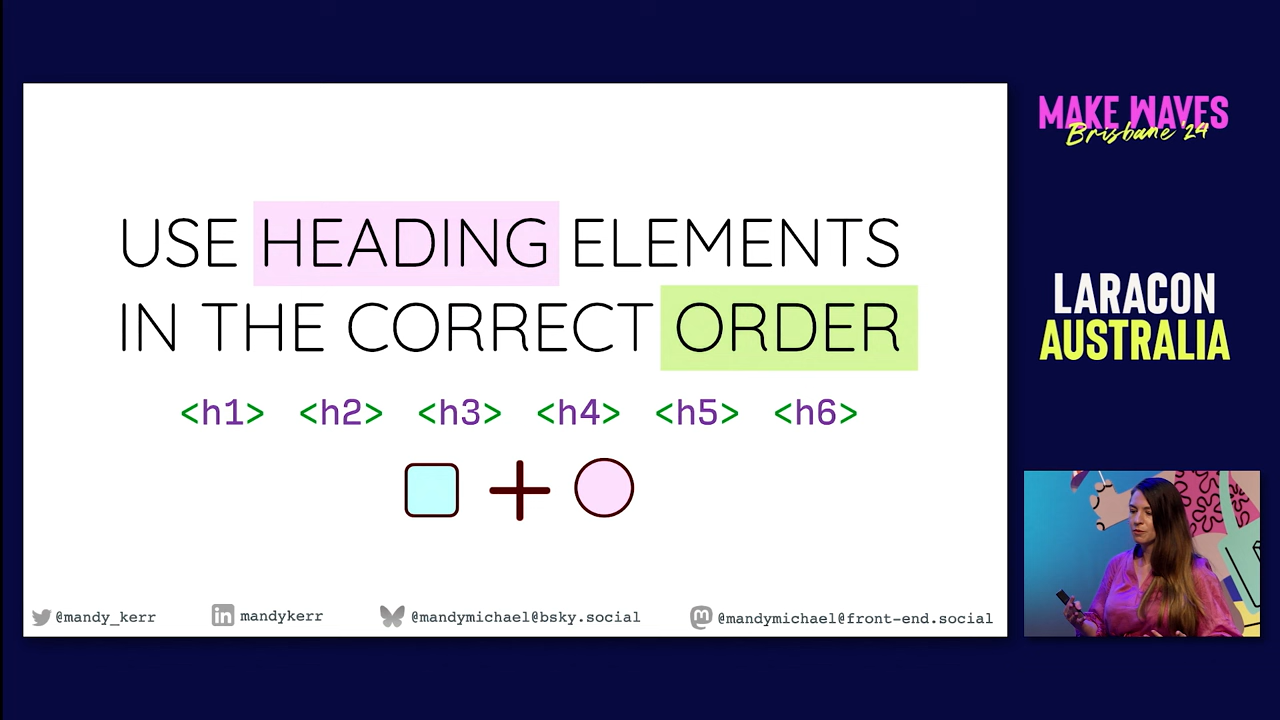 USE HEADING ELEMENTS
IN THE CORRECT ORDER
<h1> <h2> <h3> <h4> <h5> <h6>
@mandy_kerr mandykerr @mandymichael@bsky.social @mandymichael@front-end.social
MAKE WAVES
Brisbane '24
LARACON
AUSTRALIA